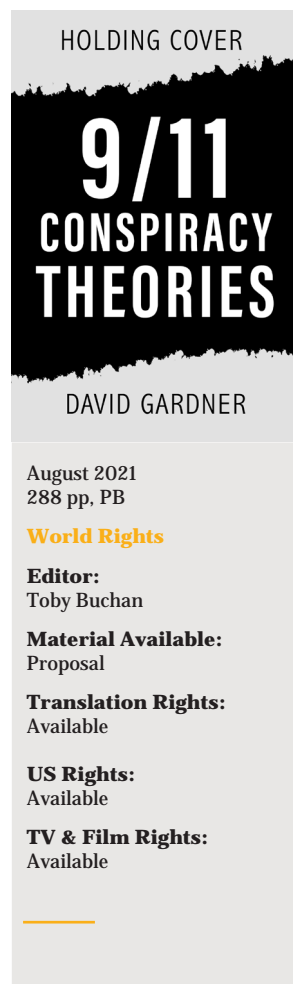 HOLDING COVER
9/11
CONSPIRACY
THEORIES
DAVID GARDNER
August 2021
288 pp, PB
World Rights
Editor:
Toby Buchan
Material Available:
Proposal
Translation Rights:
Available
US Rights:
Available
TV & Film Rights:
Available